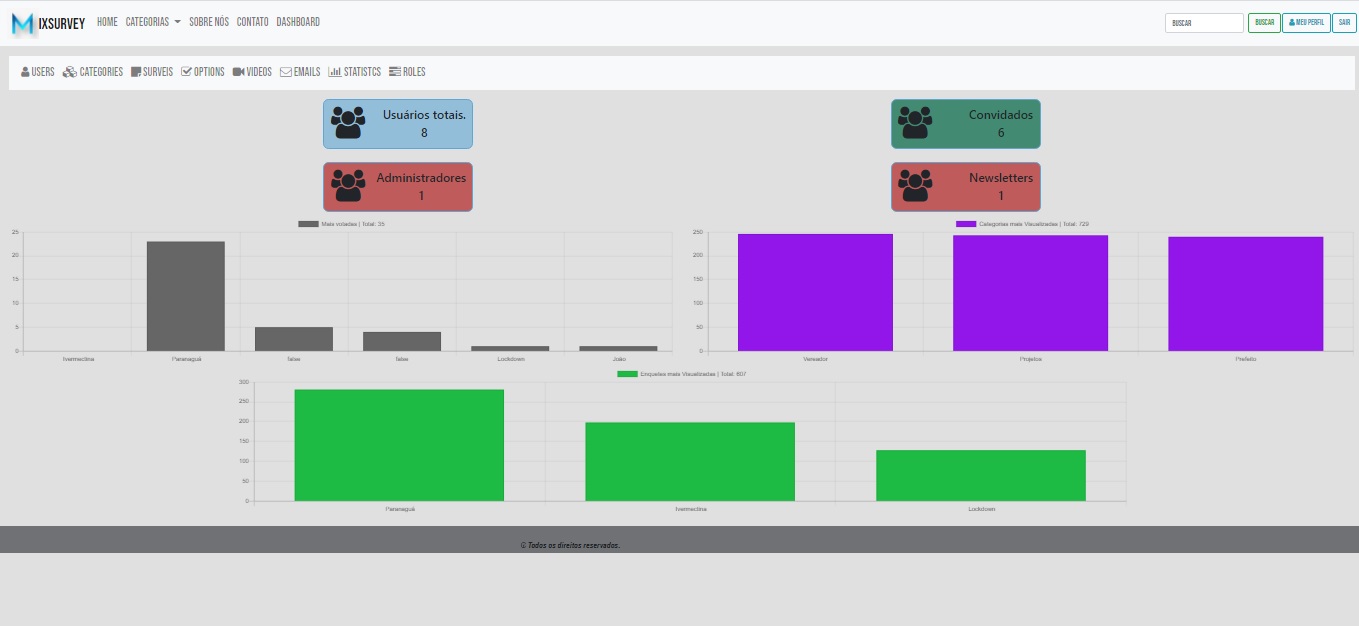 IXSURVEY HOME CATEGORIAS SOBRE NÓS CONTATO DASHBOARD BUSCAR BUSCAR MEU PERFIL SAIR
USERS CATEGORIES SURVEIS OPTIONS VIDEOS EMAILS STATISTCS ROLES
Usuários totais.
8
Convidados
6
Administradores
1
Newsletters
1
Mais votadas | Total: 35
25
20
15
10
5
0
Ivermectina Paranaguá false false Lockdown João
Categorias mais Visualizadas | Total: 729
250
200
150
100
50
0
Vereador Projetos Prefeito
Enquetes mais Visualizadas | Total: 607
300
250
200
150
100
50
0
Paranaguá Ivermectina Lockdown
© Todos os direitos reservados.